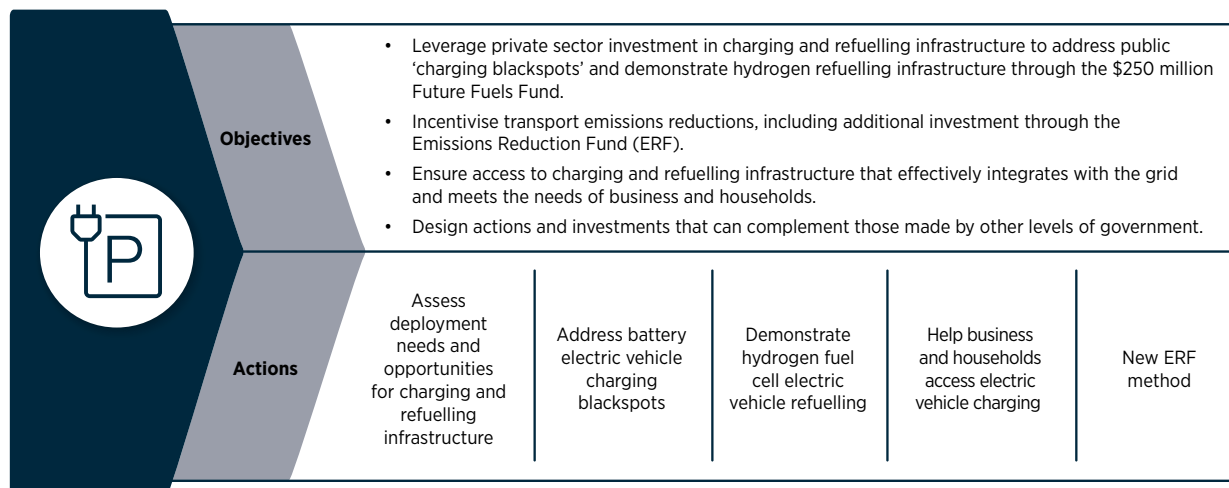 Objectives
• Leverage private sector investment in charging and refuelling infrastructure to address public
‘charging blackspots’ and demonstrate hydrogen refuelling infrastructure through the $250 million
Future Fuels Fund.
• Incentivise transport emissions reductions, including additional investment through the
Emissions Reduction Fund (ERF).
• Ensure access to charging and refuelling infrastructure that effectively integrates with the grid
and meets the needs of business and households.
• Design actions and investments that can complement those made by other levels of government.
P
Actions
Assess
deployment
needs and
opportunities
for charging and
refuelling
infrastructure
Address battery
electric vehicle
charging
blackspots
Demonstrate
hydrogen fuel
cell electric
vehicle refuelling
Help business
and households
access electric
vehicle charging
New ERF
method